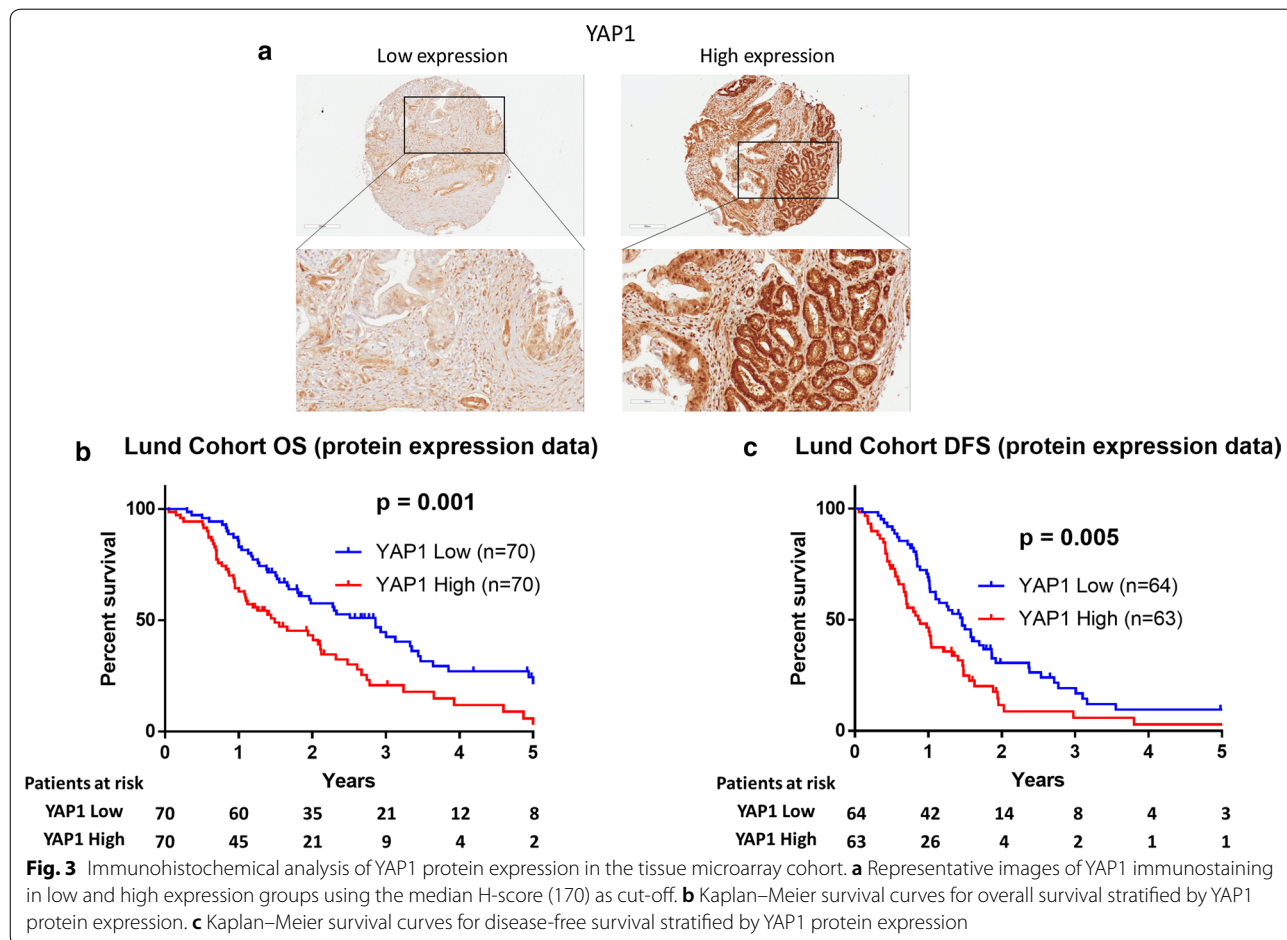 YAP1
a
Low expression
High expression
b Lund Cohort OS (protein expression data)
p = 0.001
YAP1 Low (n=70)
YAP1 High (n=70)
Percent survival
100
50
0
0 1 2 3 4 5
Years
Patients at risk
YAP1 Low 70 60 35 21 12 8
YAP1 High 70 45 21 9 4 2
c Lund Cohort DFS (protein expression data)
p = 0.005
YAP1 Low (n=64)
YAP1 High (n=63)
Percent survival
100
50
0
0 1 2 3 4 5
Years
Patients at risk
YAP1 Low 64 42 14 8 4 3
YAP1 High 63 26 4 2 1 1
Fig. 3 Immunohistochemical analysis of YAP1 protein expression in the tissue microarray cohort. a Representative images of YAP1 immunostaining
in low and high expression groups using the median H-score (170) as cut-off. b Kaplan–Meier survival curves for overall survival stratified by YAP1
protein expression. c Kaplan–Meier survival curves for disease-free survival stratified by YAP1 protein expression